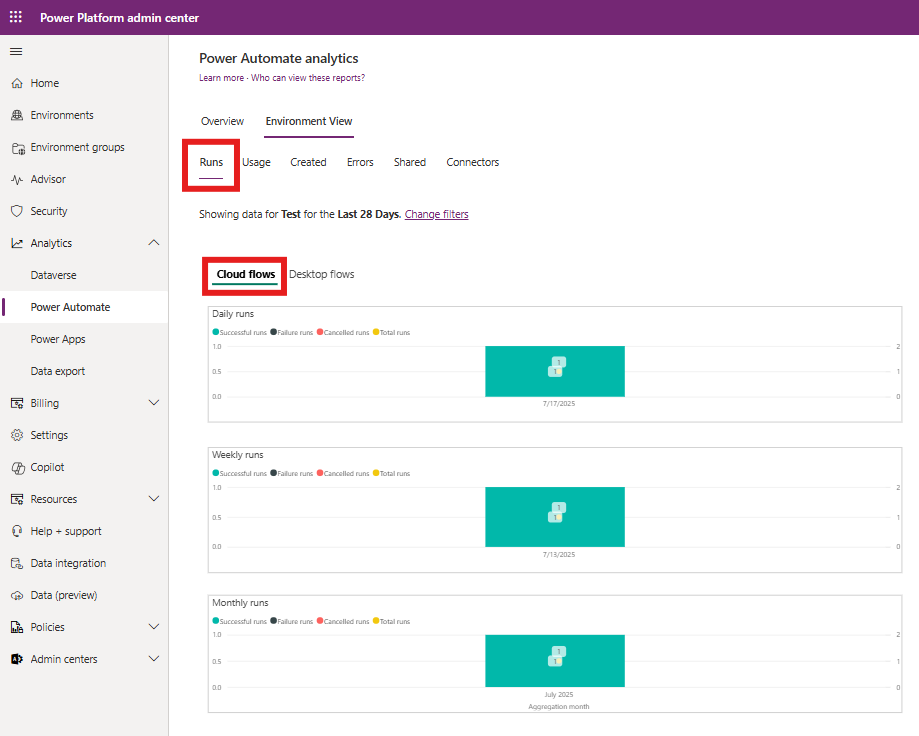 Power Platform admin center
Home
Environments
Environment groups
Advisor
Security
Analytics
Dataverse
Power Automate
Power Apps
Data export
Billing
Settings
Copilot
Resources
Help + support
Data integration
Data (preview)
Policies
Admin centers
Power Automate analytics
Learn more · Who can view these reports?
Overview Environment View
Runs Usage Created Errors Shared Connectors
Showing data for Test for the Last 28 Days. Change filters
Cloud flows Desktop flows
Daily runs
Successful runs Failure runs Cancelled runs Total runs
1.0 2
1
0.5 1 1
0.0 0
7/17/2025
Weekly runs
Successful runs Failure runs Cancelled runs Total runs
1.0 2
1
0.5 1 1
0.0 0
7/13/2025
Monthly runs
Successful runs Failure runs Cancelled runs Total runs
1.0 2
1
0.5 1 1
0.0 0
July 2025
Aggregation month